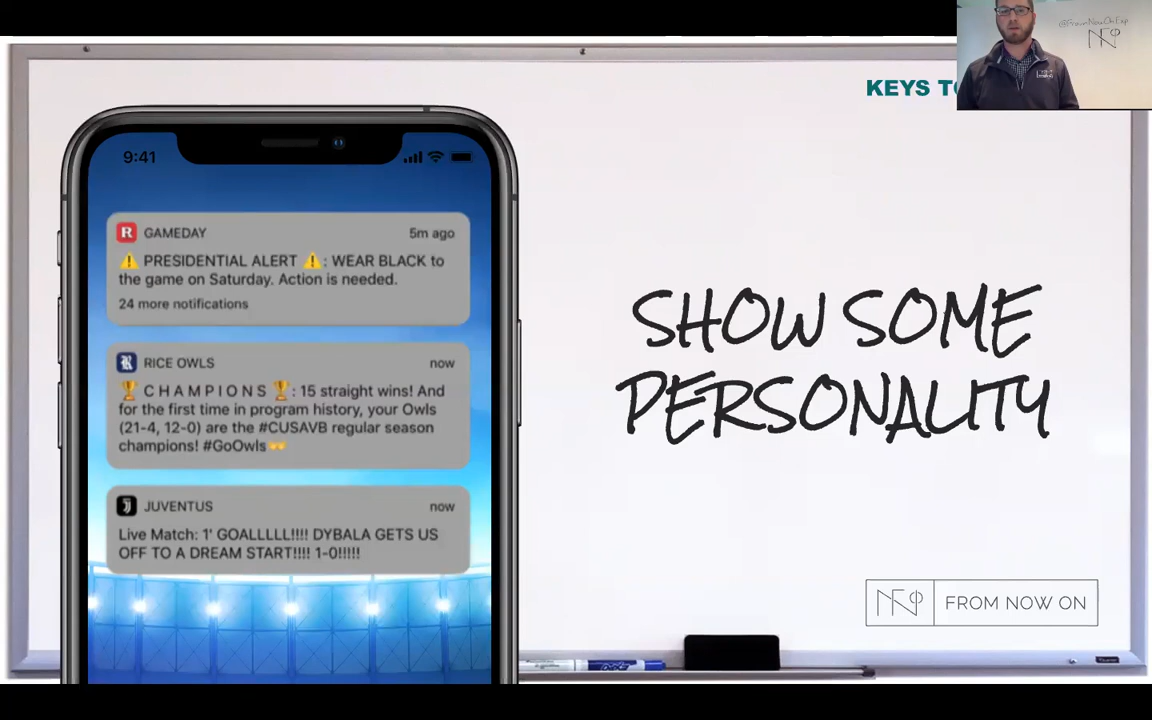 @FromNowOnExp
KEYS TO
9:41
GAMEDAY 5m ago
⚠️ PRESIDENTIAL ALERT ⚠️: WEAR BLACK to
the game on Saturday. Action is needed.
24 more notifications
RICE OWLS now
🏆 C H A M P I O N S 🏆: 15 straight wins! And
for the first time in program history, your Owls
(21-4, 12-0) are the #CUSAVB regular season
champions! #GoOwls👐
JUVENTUS now
Live Match: 1' GOALLLLL!!!! DYBALA GETS US
OFF TO A DREAM START!!!! 1-0!!!!!
SHOW SOME
PERSONALITY
FROM NOW ON